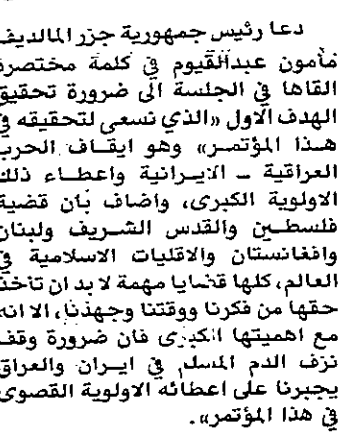 دعا رئيس جمهورية جزر المالديف
مأمون عبدالقيوم في كلمة مختصرة
القاها في الجلسة الى ضرورة تحقيق
الهدف الاول «الذي نسعى لتحقيقه في
هذا المؤتمر» وهو ايقاف الحرب
العراقية ـ الايرانية واعطاء ذلك
الاولوية الكبرى، واضاف بان قضية
فلسطين والقدس الشريف ولبنان
وافغانستان والاقليات الاسلامية في
العالم، كلها قضايا مهمة لا بد ان تأخذ
حقها من فكرنا ووقتنا وجهدنا، الا انه
مع اهميتها الكبرى فان ضرورة وقف
نزف الدم المسلم في ايران والعراق
يجبرنا على اعطائه الاولوية القصوى
في هذا المؤتمر».